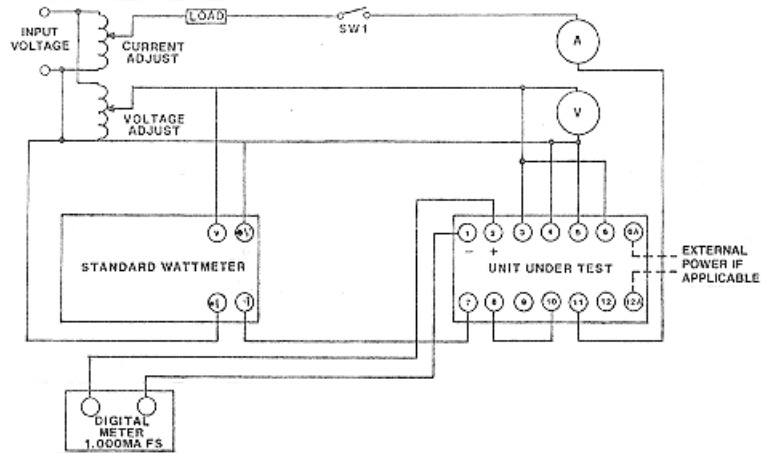 INPUT
VOLTAGE
CURRENT
ADJUST
LOAD
SW1
A
VOLTAGE
ADJUST
V
STANDARD WATTMETER
V
1 2 3 4 5 6 6A
- +
UNIT UNDER TEST
7 8 9 10 11 12 12A
EXTERNAL
POWER IF
APPLICABLE
DIGITAL
METER
1.000MA FS